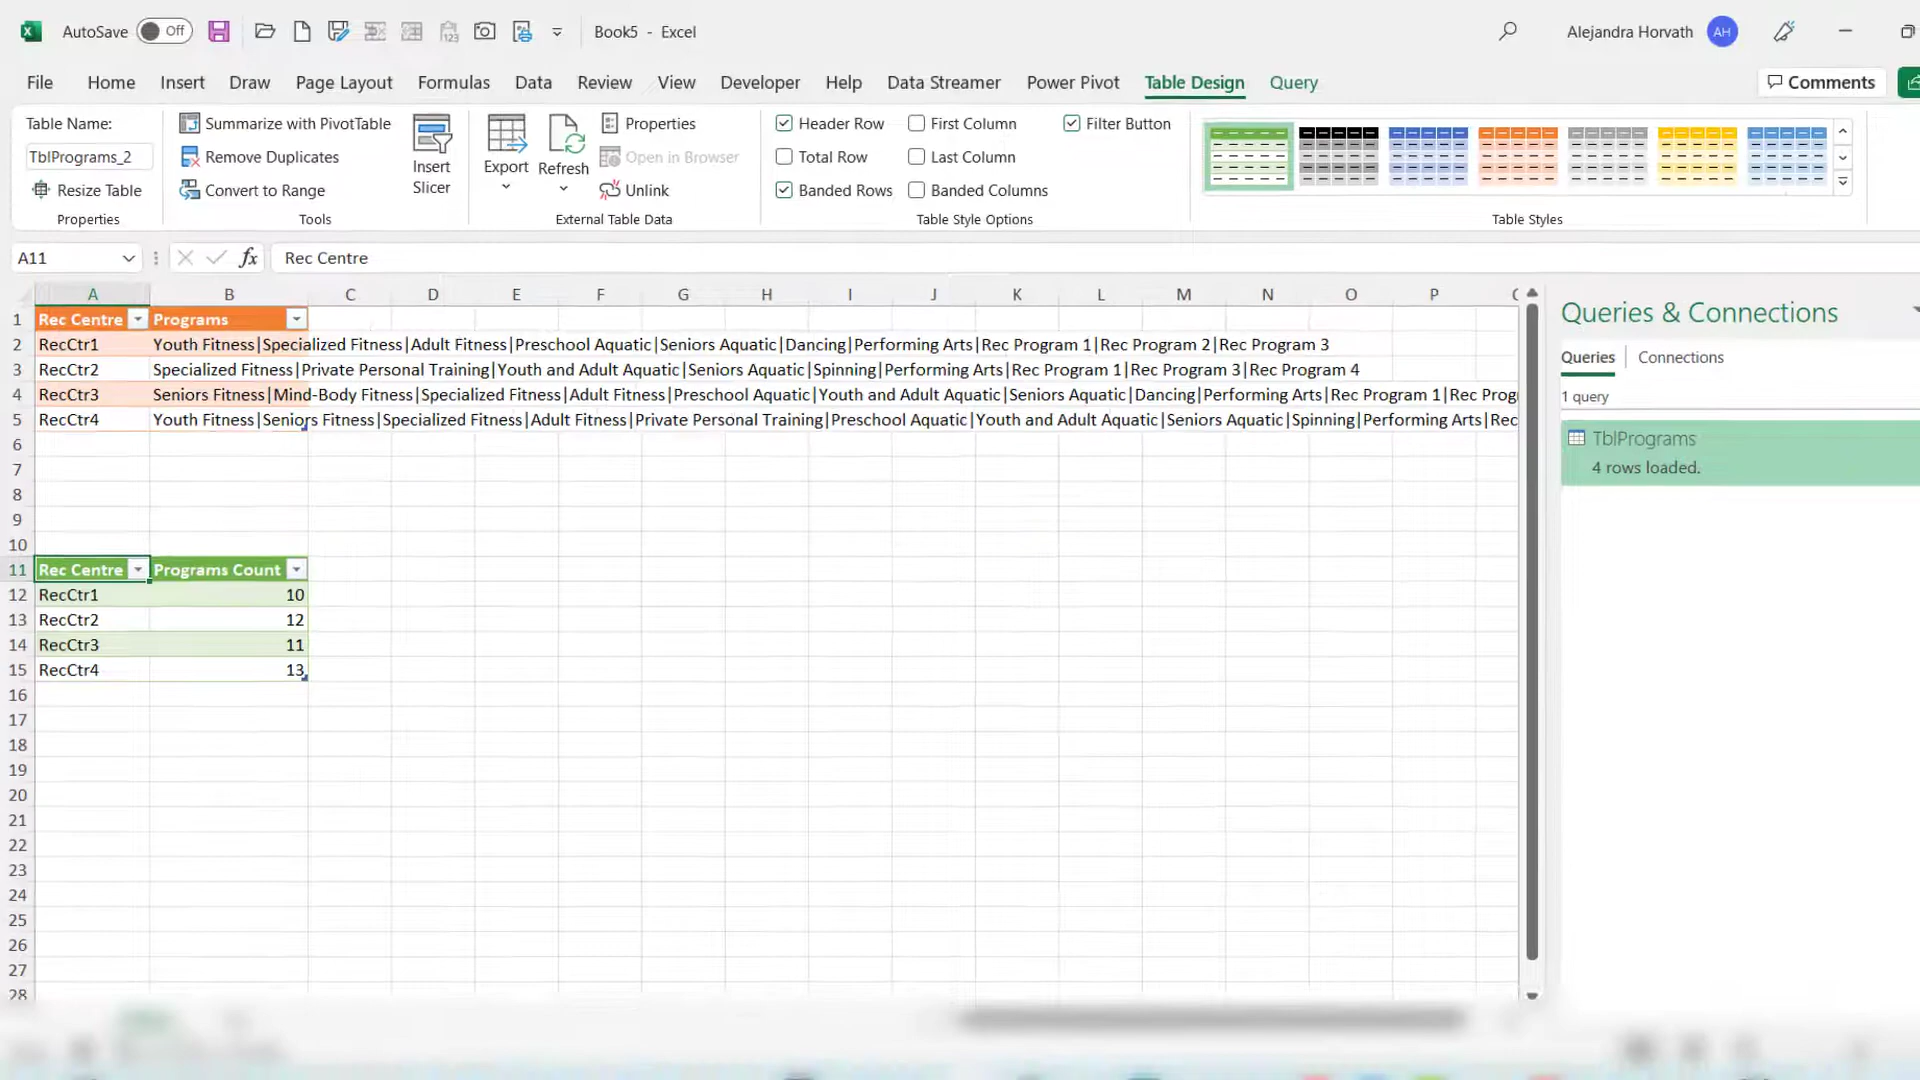 AutoSave Off Book5 - Excel Alejandra Horvath AH
File Home Insert Draw Page Layout Formulas Data Review View Developer Help Data Streamer Power Pivot Table Design Query Comments
Table Name:
TblPrograms_2
Resize Table
Properties
Summarize with PivotTable
Remove Duplicates
Convert to Range
Tools
Insert
Slicer
Export
Refresh
Properties
Open in Browser
Unlink
External Table Data
Header Row
Total Row
Banded Rows
First Column
Last Column
Banded Columns
Filter Button
Table Style Options
Table Styles
A11 fx Rec Centre
A B C D E F G H I J K L M N O P
1 Rec Centre Programs
2 RecCtr1 Youth Fitness|Specialized Fitness|Adult Fitness|Preschool Aquatic|Seniors Aquatic|Dancing|Performing Arts|Rec Program 1|Rec Program 2|Rec Program 3
3 RecCtr2 Specialized Fitness|Private Personal Training|Youth and Adult Aquatic|Seniors Aquatic|Spinning|Performing Arts|Rec Program 1|Rec Program 3|Rec Program 4
4 RecCtr3 Seniors Fitness|Mind-Body Fitness|Specialized Fitness|Adult Fitness|Preschool Aquatic|Youth and Adult Aquatic|Seniors Aquatic|Dancing|Performing Arts|Rec Program 1|Rec Prog
5 RecCtr4 Youth Fitness|Seniors Fitness|Specialized Fitness|Adult Fitness|Private Personal Training|Preschool Aquatic|Youth and Adult Aquatic|Seniors Aquatic|Spinning|Performing Arts|Rec
6
7
8
9
10
11 Rec Centre Programs Count
12 RecCtr1 10
13 RecCtr2 12
14 RecCtr3 11
15 RecCtr4 13
16
17
18
19
20
21
22
23
24
25
26
27
28
Queries & Connections
Queries Connections
1 query
TblPrograms
4 rows loaded.